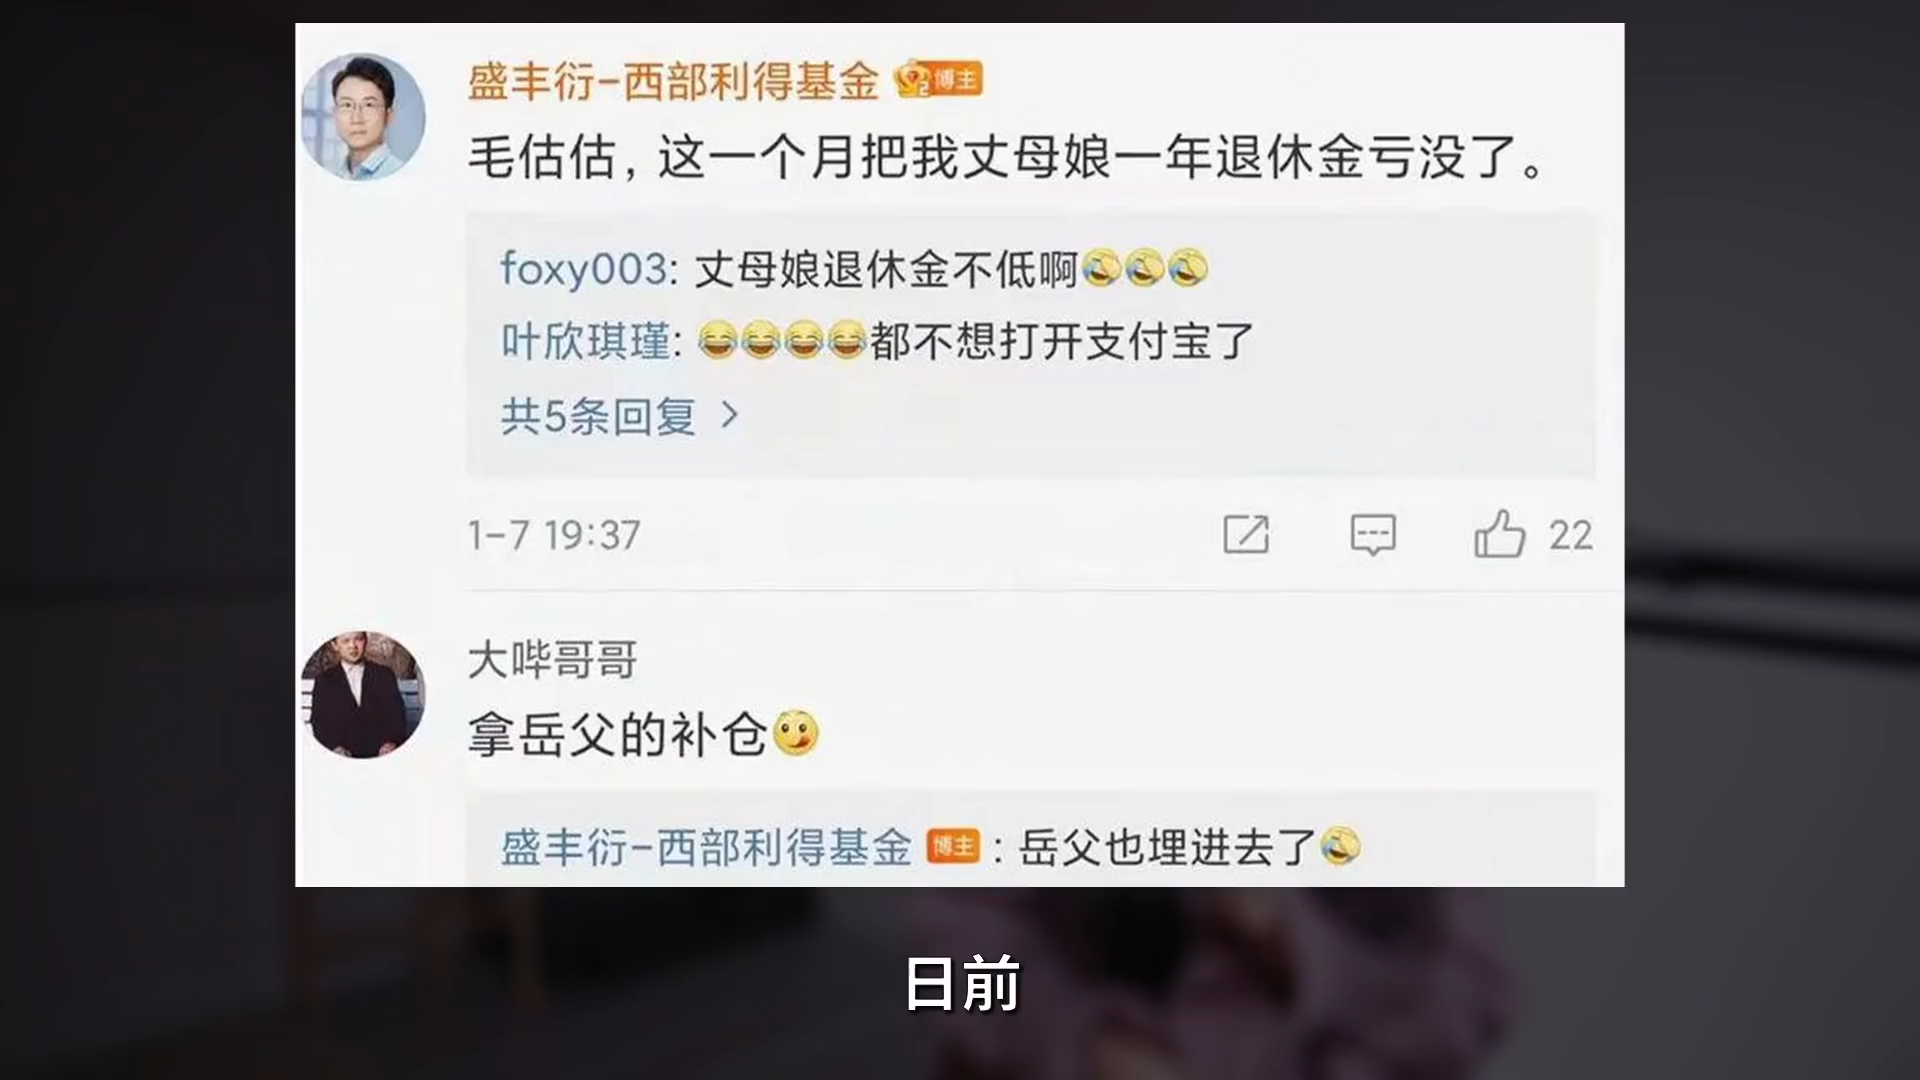 盛丰衍-西部利得基金 博主
毛估估，这一个月把我丈母娘一年退休金亏没了。
foxy003: 丈母娘退休金不低啊
叶欣琪瑾: 都不想打开支付宝了
共5条回复 >
1-7 19:37 22
大哔哥哥
拿岳父的补仓
盛丰衍-西部利得基金 博主 : 岳父也埋进去了
日前